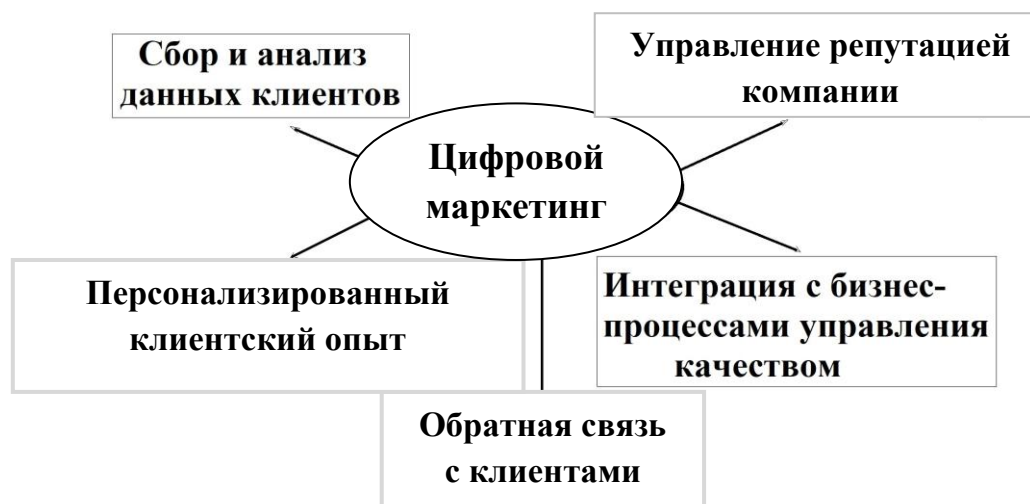 Сбор и анализ
данных клиентов
Управление репутацией
компании
Цифровой
маркетинг
Персонализированный
клиентский опыт
Интеграция с бизнес-
процессами управления
качеством
Обратная связь
с клиентами